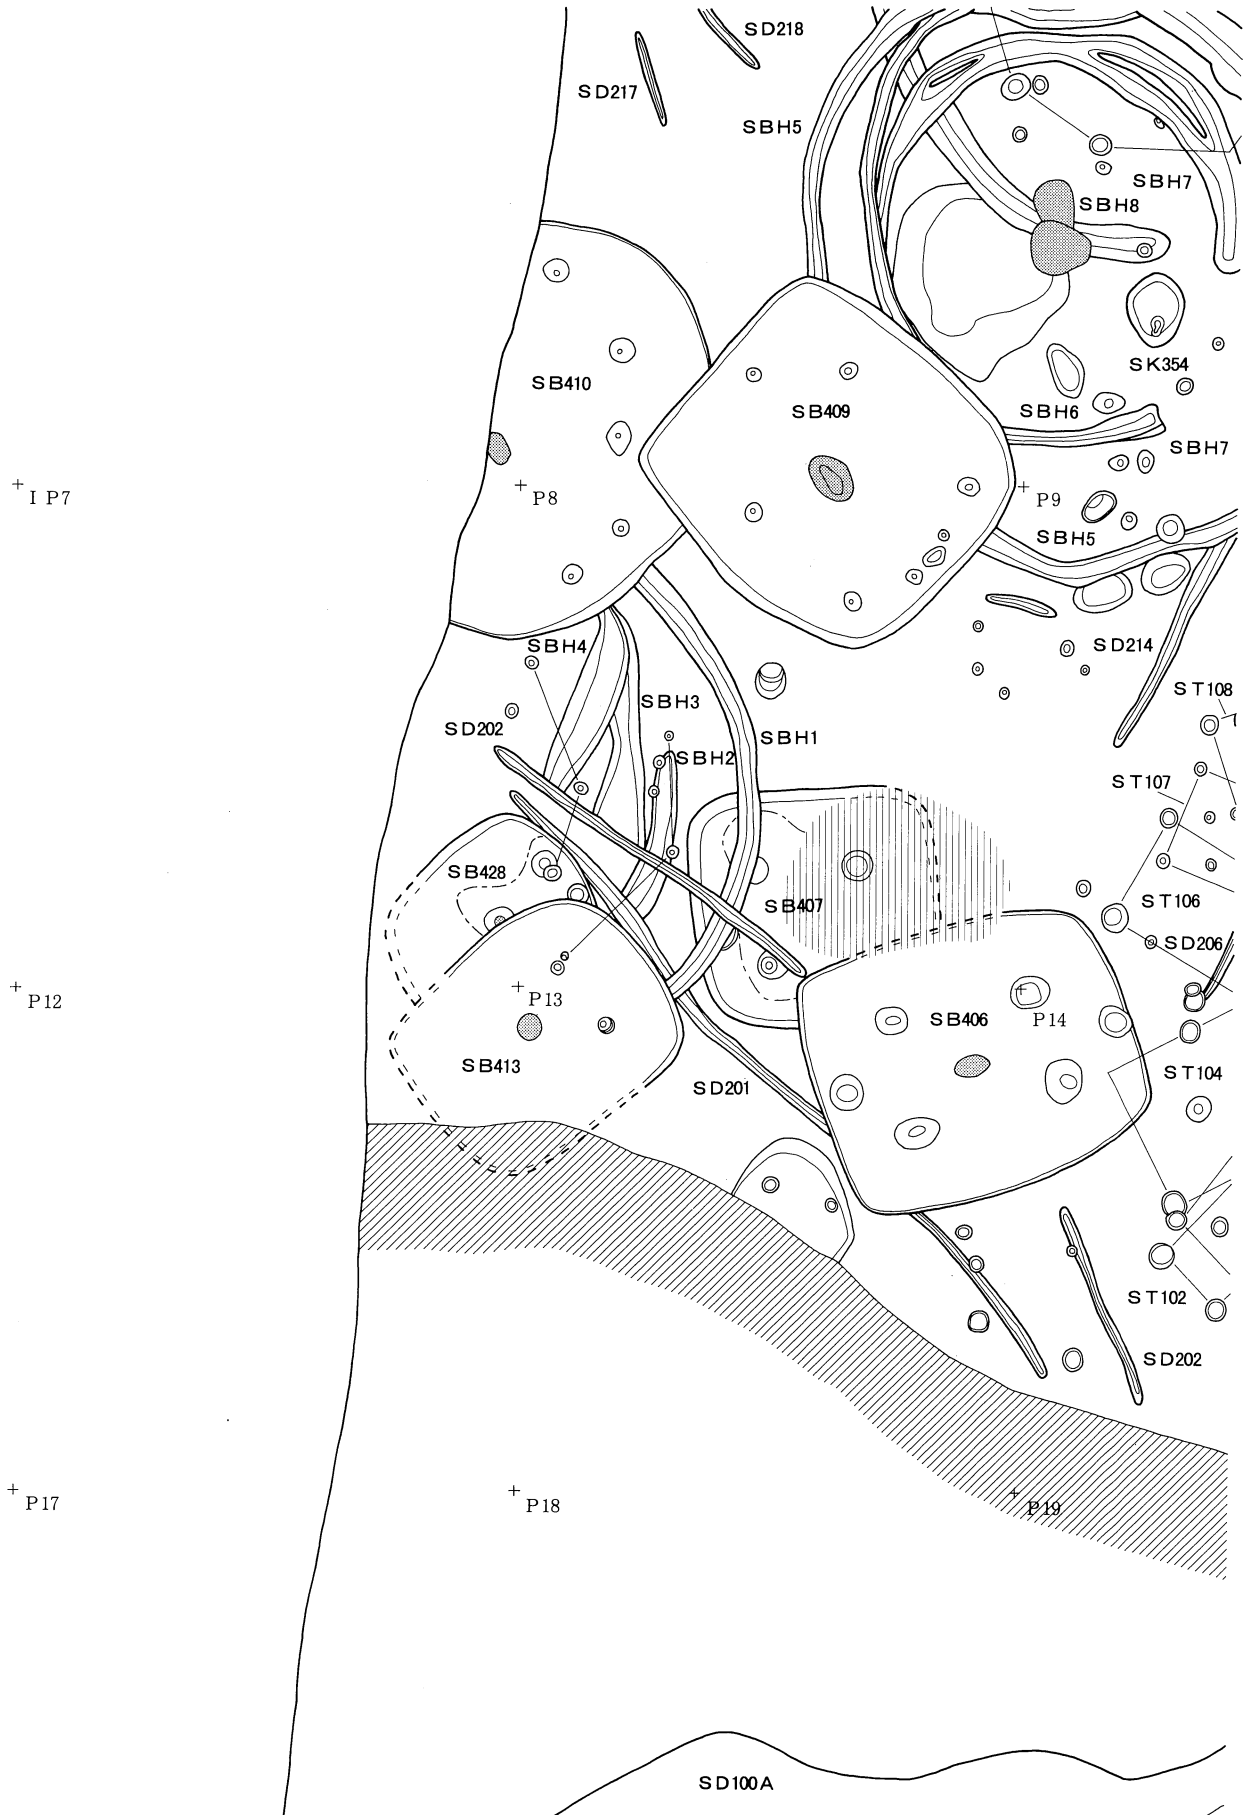 SD218
SD217
SBH5
SBH7
SBH8
SK354
SB410
SB409
SBH6
SBH7
I P7
P8
P9
SBH5
SBH4
SD214
ST108
SBH3
SD202
SBH1
SBH2
ST107
SB428
SB407
ST106
SD206
P12
P13
SB406
P14
SB413
SD201
ST104
ST102
SD202
P17
P18
P19
SD100A